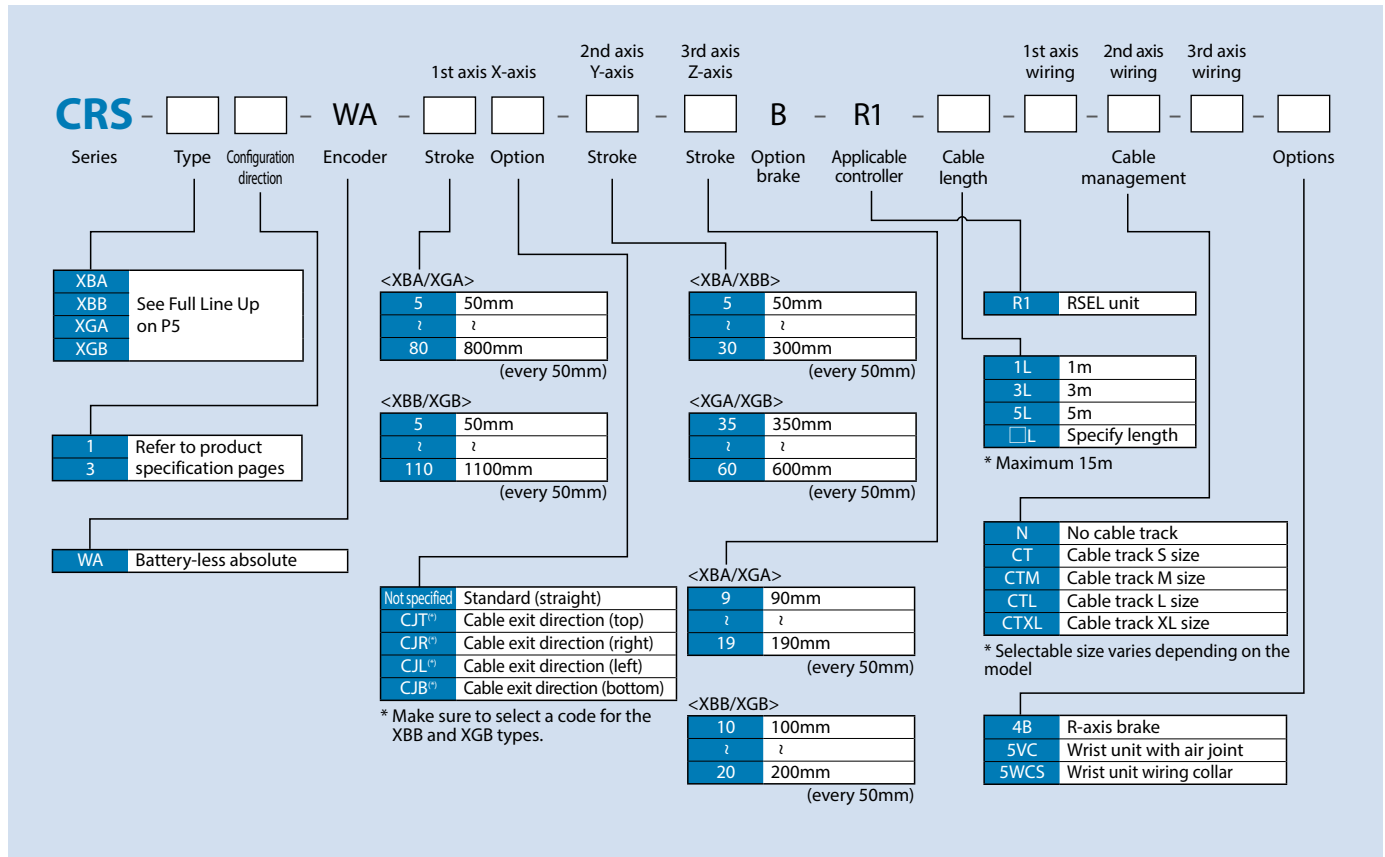 2nd axis 3rd axis 1st axis 2nd axis 3rd axis
1st axis X-axis Y-axis Z-axis wiring wiring wiring
CRS – □ □ – WA – □ □ – □ – □ B – R1 – □ – □ – □ – □ – □
Series Type Configuration Encoder Stroke Option Stroke Stroke Option Applicable Cable Cable Options
direction brake controller length management
XBA
XBB See Full Line Up
XGA on P5
XGB
1 Refer to product
3 specification pages
WA Battery-less absolute
<XBA/XGA>
5 50mm
≀ ≀
80 800mm
(every 50mm)
<XBB/XGB>
5 50mm
≀ ≀
110 1100mm
(every 50mm)
Not specified Standard (straight)
CJT(*) Cable exit direction (top)
CJR(*) Cable exit direction (right)
CJL(*) Cable exit direction (left)
CJB(*) Cable exit direction (bottom)
* Make sure to select a code for the
XBB and XGB types.
<XBA/XBB>
5 50mm
≀ ≀
30 300mm
(every 50mm)
<XGA/XGB>
35 350mm
≀ ≀
60 600mm
(every 50mm)
<XBA/XGA>
9 90mm
≀ ≀
19 190mm
(every 50mm)
<XBB/XGB>
10 100mm
≀ ≀
20 200mm
(every 50mm)
R1 RSEL unit
1L 1m
3L 3m
5L 5m
□L Specify length
* Maximum 15m
N No cable track
CT Cable track S size
CTM Cable track M size
CTL Cable track L size
CTXL Cable track XL size
* Selectable size varies depending on the
model
4B R-axis brake
5VC Wrist unit with air joint
5WCS Wrist unit wiring collar